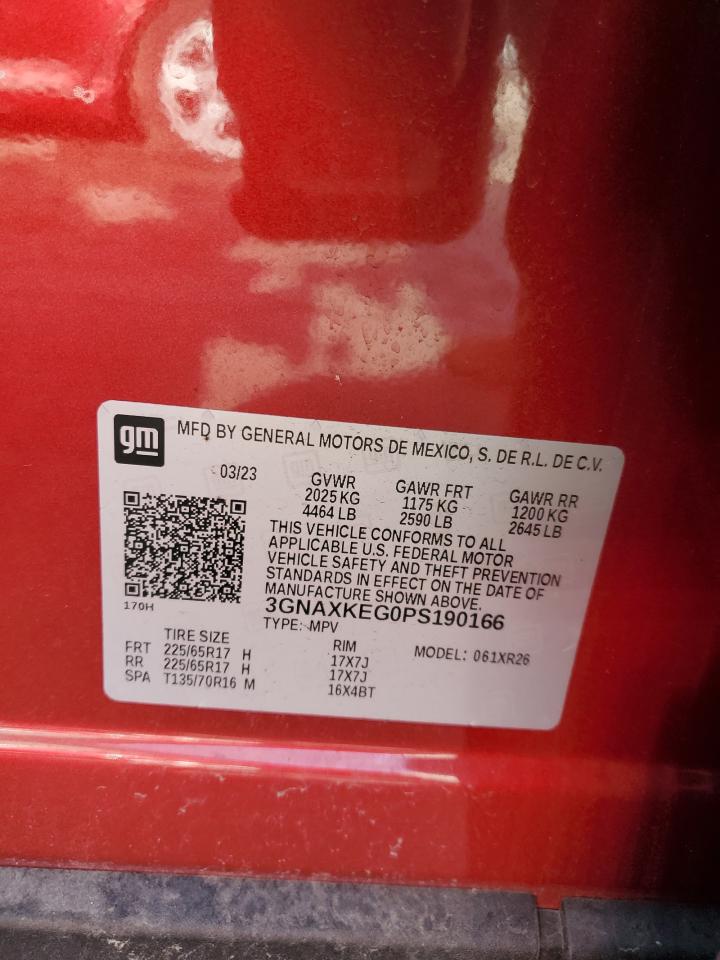 gm
MFD BY GENERAL MOTORS DE MEXICO, S. DE R.L. DE C.V.
03/23
GVWR GAWR FRT GAWR RR
2025 KG 1175 KG 1200 KG
4464 LB 2590 LB 2645 LB
THIS VEHICLE CONFORMS TO ALL
APPLICABLE U.S. FEDERAL MOTOR
VEHICLE SAFETY AND THEFT PREVENTION
STANDARDS IN EFFECT ON THE DATE OF
MANUFACTURE SHOWN ABOVE.
170H
3GNAXKEG0PS190166
TYPE: MPV
MODEL: 061XR26
TIRE SIZE RIM
FRT 225/65R17 H 17X7J
RR 225/65R17 H 17X7J
SPA T135/70R16 M 16X4BT